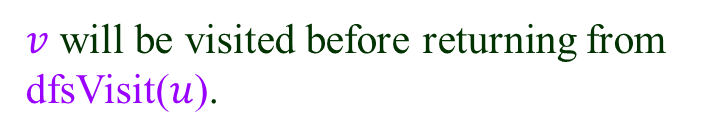 v will be visited before returning from
dfsVisit(u).